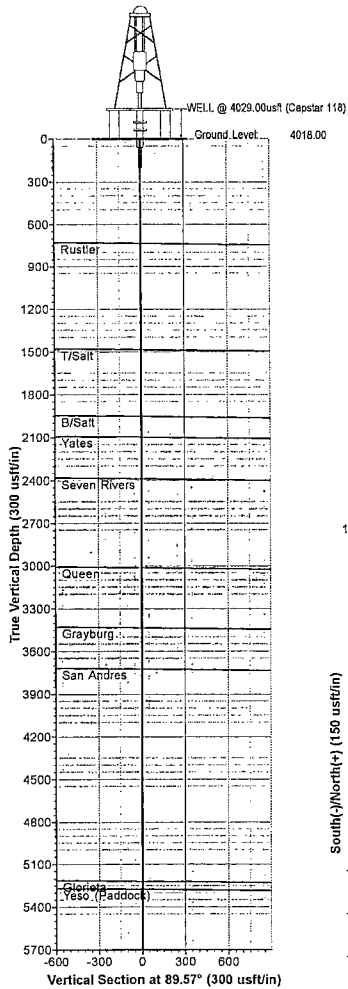 WELL @ 4029.00usft (Capstar 118)
Ground Level: 4018.00
0
300
600
Rustler
900
1200
T/Salt
1500
1800
B/Salt
2100
Yates
2400
Seven Rivers
2700
3000
Queen
3300
Grayburg
3600
San Andres
3900
4200
4500
4800
5100
Glorieta
Yeso (Paddock)
5400
5700
-600 -300 0 300 600
True Vertical Depth (300 usft/in)
Vertical Section at 89.57° (300 usft/in)
South(-)/North(+) (150 usft/in)